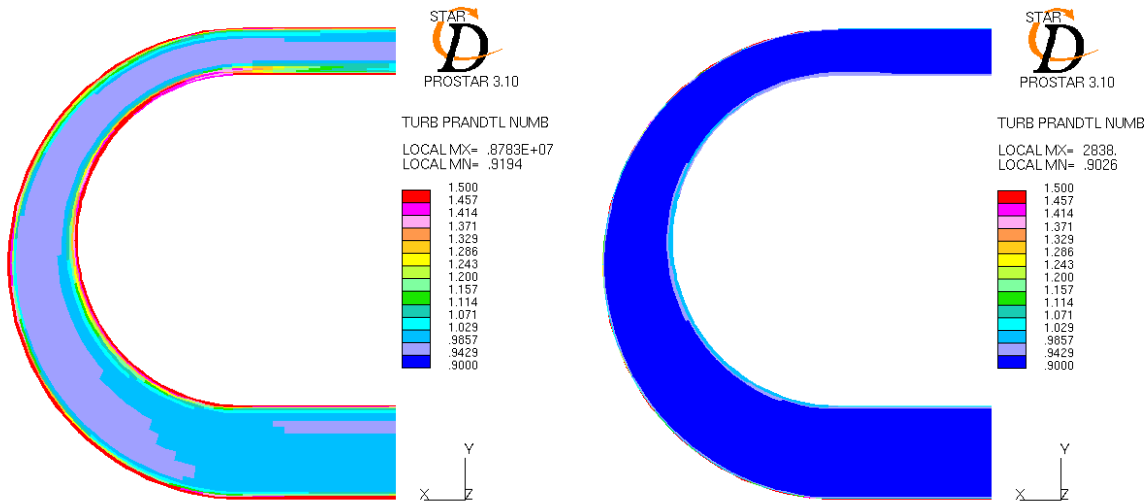 STAR
D
PROSTAR 3.10
TURB PRANDTL NUMB
LOCAL MX= .8783E+07
LOCAL MN= .9194
1.500
1.457
1.414
1.371
1.329
1.286
1.243
1.200
1.157
1.114
1.071
1.029
.9857
.9429
.9000
Y
X
Z
STAR
D
PROSTAR 3.10
TURB PRANDTL NUMB
LOCAL MX= 2838.
LOCAL MN= .9026
1.500
1.457
1.414
1.371
1.329
1.286
1.243
1.200
1.157
1.114
1.071
1.029
.9857
.9429
.9000
Y
X
Z